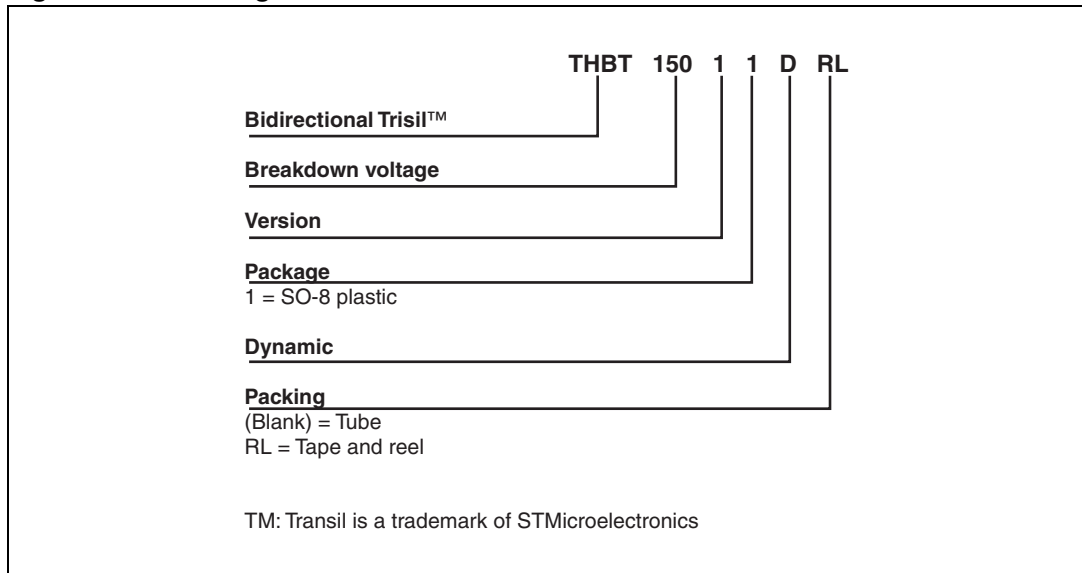 THBT 150 1 1 D RL
Bidirectional Trisil™
Breakdown voltage
Version
Package
1 = SO-8 plastic
Dynamic
Packing
(Blank) = Tube
RL = Tape and reel
TM: Transil is a trademark of STMicroelectronics